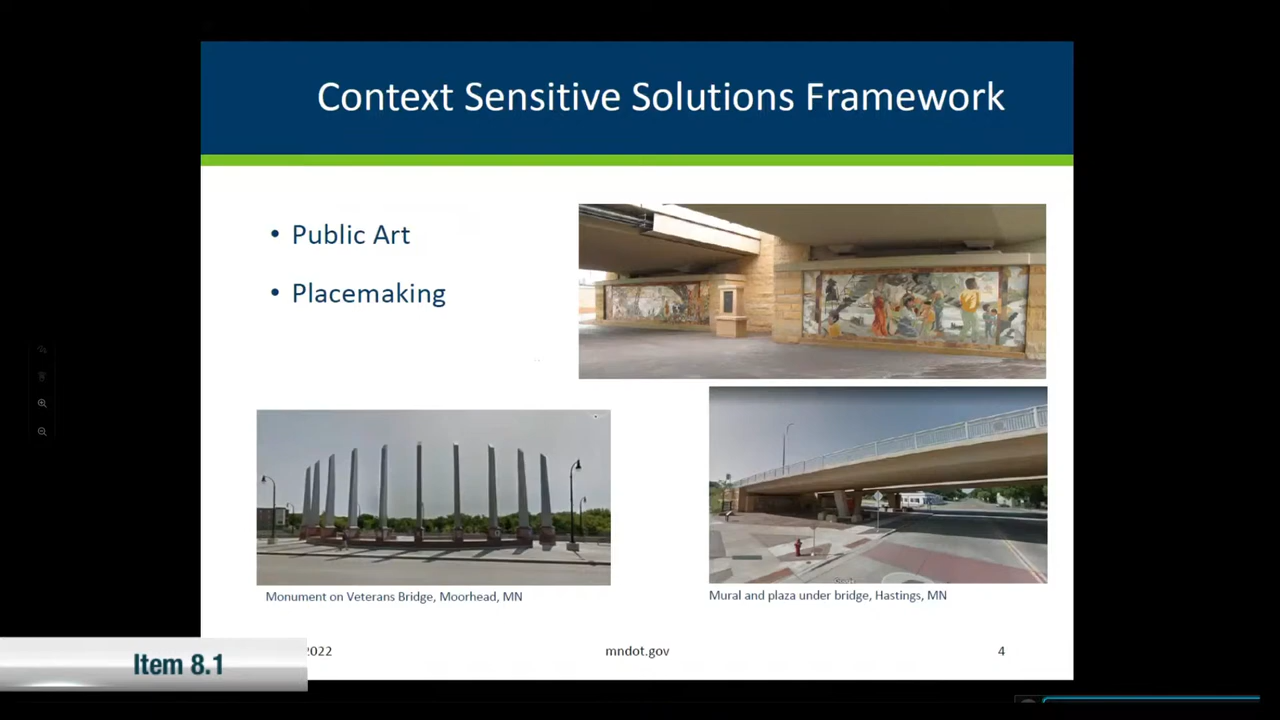 Context Sensitive Solutions Framework
• Public Art
• Placemaking
Monument on Veterans Bridge, Moorhead, MN
Mural and plaza under bridge, Hastings, MN
2022
mndot.gov
4
Item 8.1